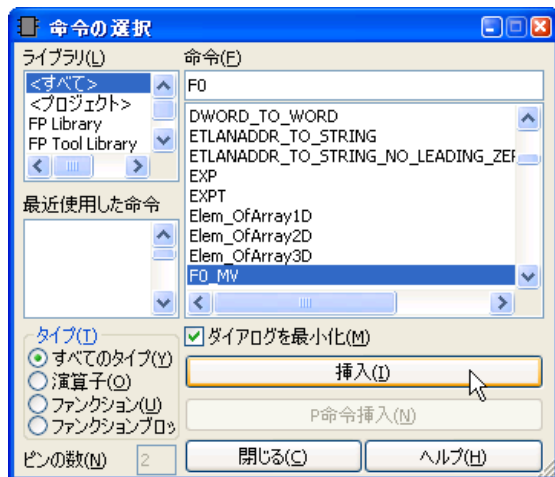 命令の選択
ライブラリ(L)
<すべて>
<プロジェクト>
FP Library
FP Tool Library
最近使用した命令
命令(F)
F0
DWORD_TO_WORD
ETLANADDR_TO_STRING
ETLANADDR_TO_STRING_NO_LEADING_ZEF
EXP
EXPT
Elem_OfArray1D
Elem_OfArray2D
Elem_OfArray3D
F0_MV
タイプ(T)
すべてのタイプ(Y)
演算子(O)
ファンクション(U)
ファンクションブロッ
ピンの数(N) 2
ダイアログを最小化(M)
挿入(I)
P命令挿入(N)
閉じる(C) ヘルプ(H)